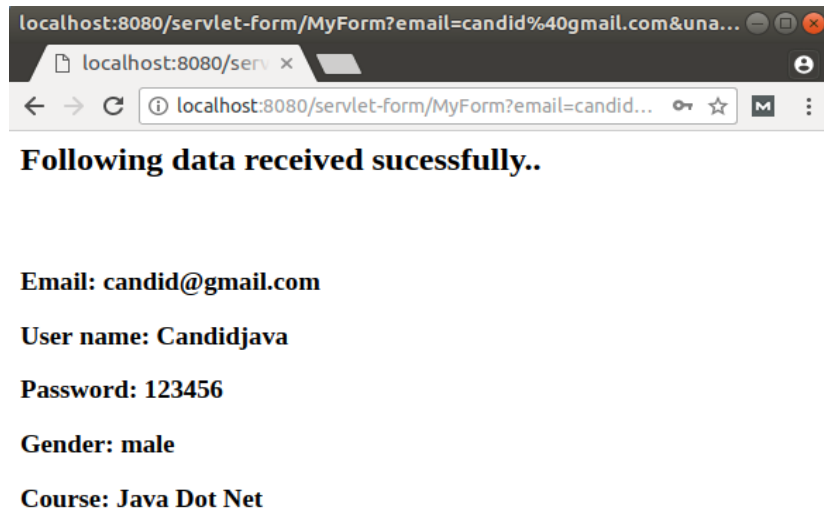 localhost:8080/servlet-form/MyForm?email=candid%40gmail.com&una...
localhost:8080/serv
localhost:8080/servlet-form/MyForm?email=candid...
Following data received sucessfully..
Email: candid@gmail.com
User name: Candidjava
Password: 123456
Gender: male
Course: Java Dot Net